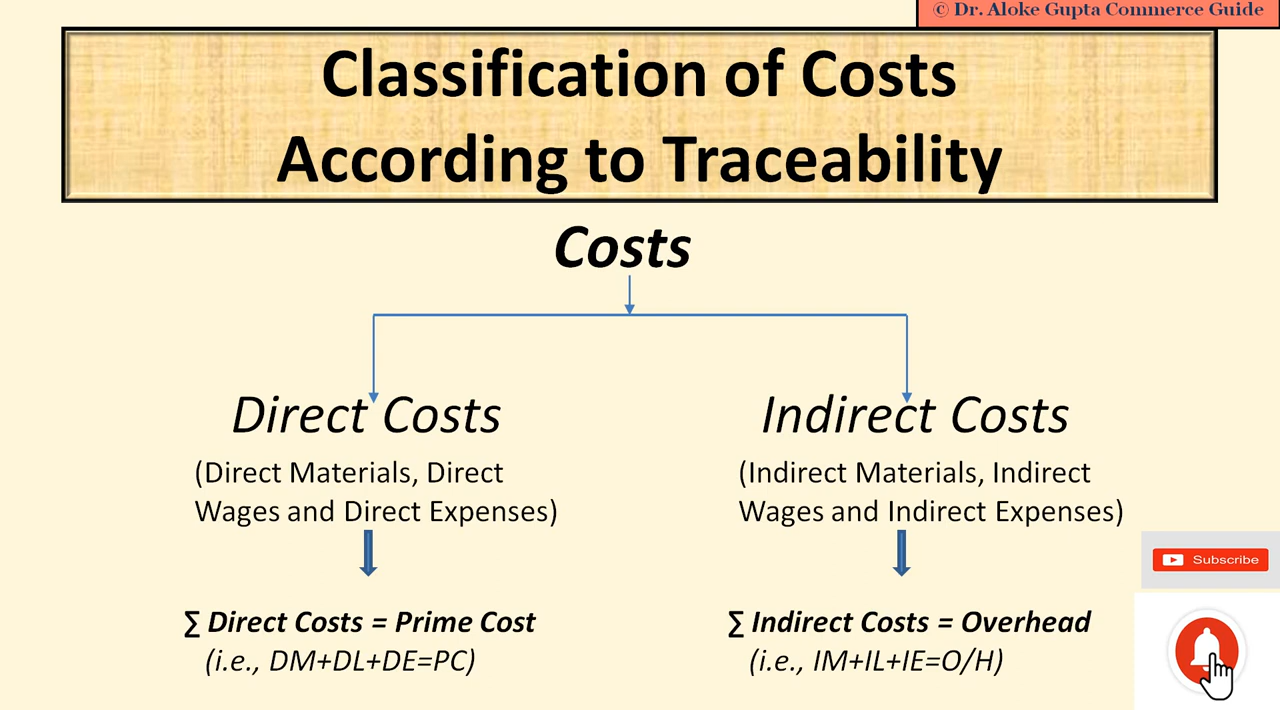 © Dr. Aloke Gupta Commerce Guide
Classification of Costs
According to Traceability
Costs
Direct Costs
(Direct Materials, Direct
Wages and Direct Expenses)
∑ Direct Costs = Prime Cost
(i.e., DM+DL+DE=PC)
Indirect Costs
(Indirect Materials, Indirect
Wages and Indirect Expenses)
∑ Indirect Costs = Overhead
(i.e., IM+IL+IE=O/H)
Subscribe